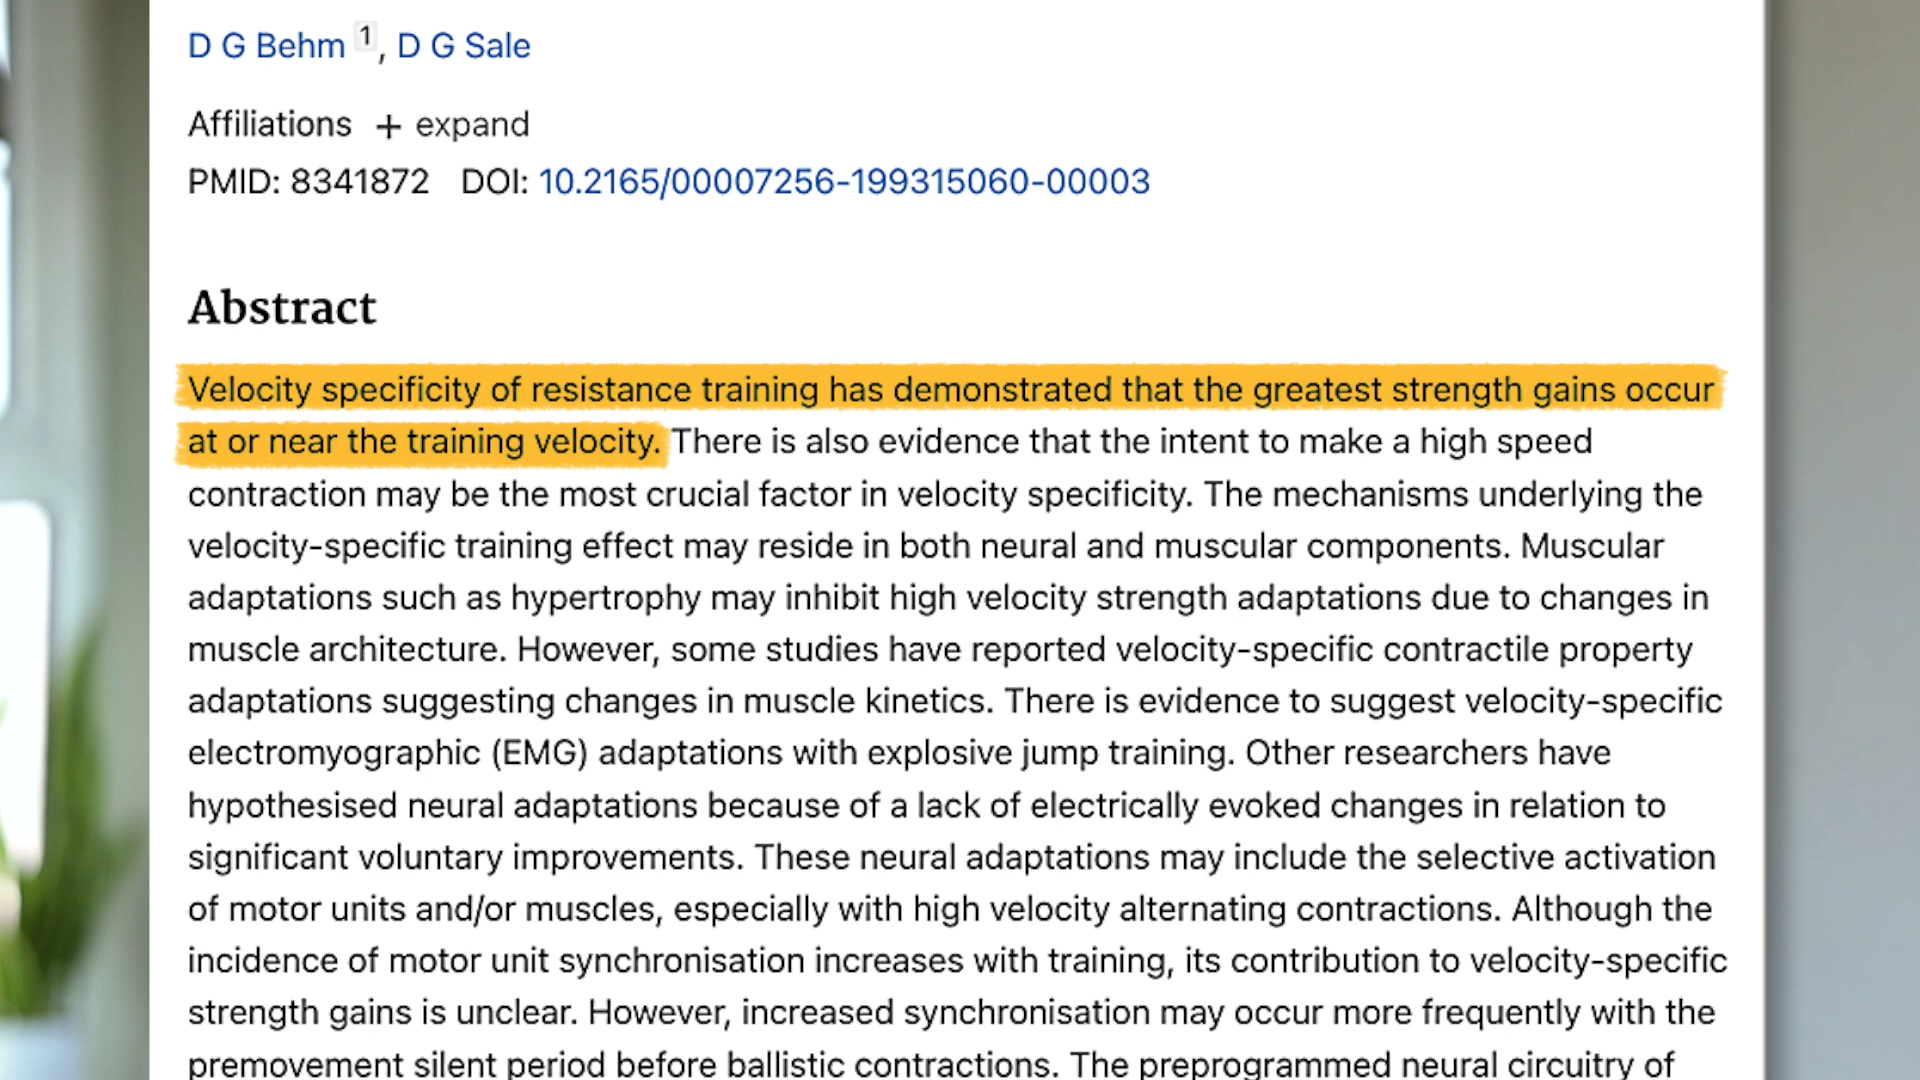 D G Behm 1, D G Sale
Affiliations + expand
PMID: 8341872 DOI: 10.2165/00007256-199315060-00003
Abstract
Velocity specificity of resistance training has demonstrated that the greatest strength gains occur
at or near the training velocity. There is also evidence that the intent to make a high speed
contraction may be the most crucial factor in velocity specificity. The mechanisms underlying the
velocity-specific training effect may reside in both neural and muscular components. Muscular
adaptations such as hypertrophy may inhibit high velocity strength adaptations due to changes in
muscle architecture. However, some studies have reported velocity-specific contractile property
adaptations suggesting changes in muscle kinetics. There is evidence to suggest velocity-specific
electromyographic (EMG) adaptations with explosive jump training. Other researchers have
hypothesised neural adaptations because of a lack of electrically evoked changes in relation to
significant voluntary improvements. These neural adaptations may include the selective activation
of motor units and/or muscles, especially with high velocity alternating contractions. Although the
incidence of motor unit synchronisation increases with training, its contribution to velocity-specific
strength gains is unclear. However, increased synchronisation may occur more frequently with the
premovement silent period before ballistic contractions. The preprogrammed neural circuitry of